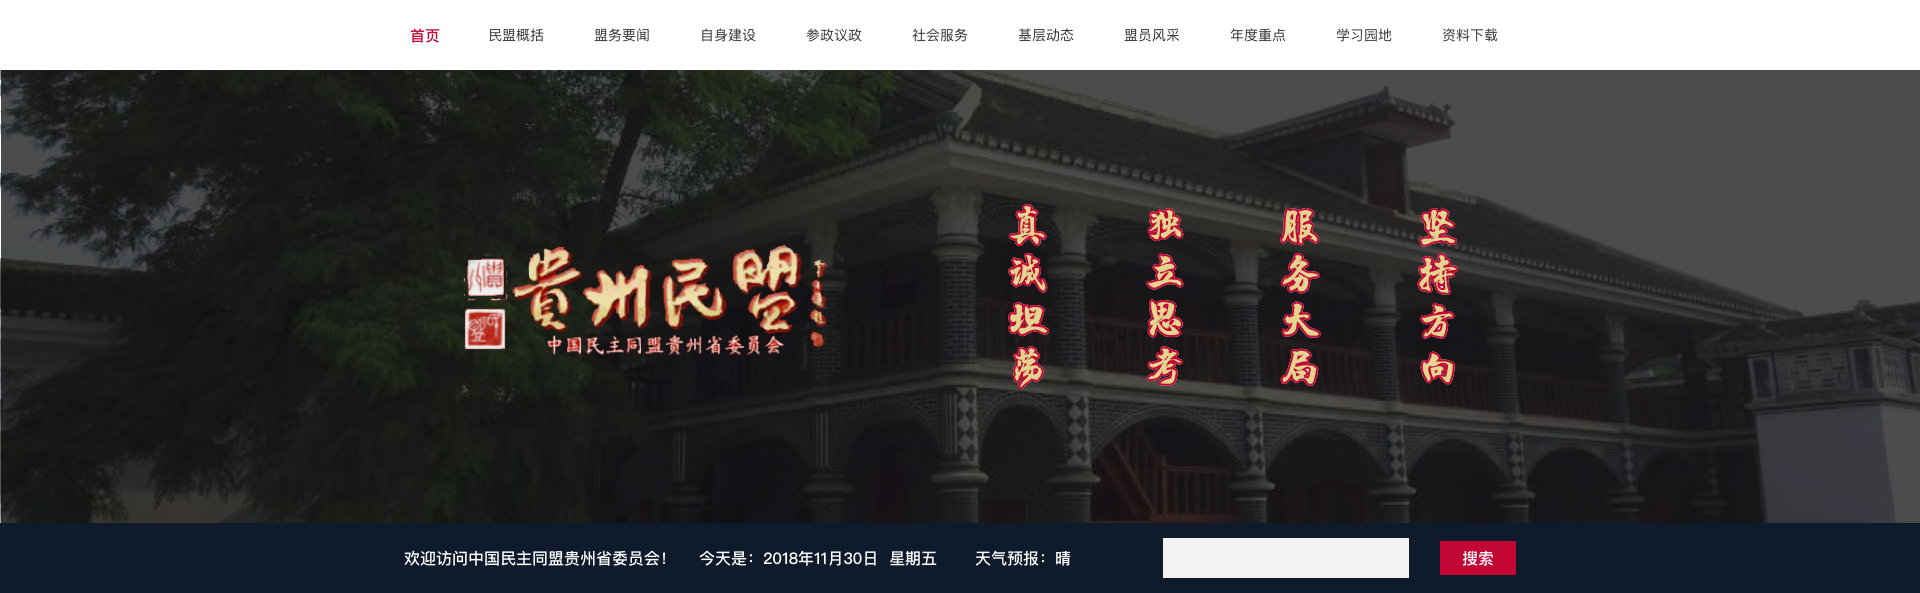 首页 民盟概括 盟务要闻 自身建设 参政议政 社会服务 基层动态 盟员风采 年度重点 学习园地 资料下载
貴州民盟
中国民主同盟貴州省委员会
真诚坦荡
独立思考
服务大局
坚持方向
欢迎访问中国民主同盟贵州省委员会！ 今天是：2018年11月30日 星期五 天气预报：晴 搜索